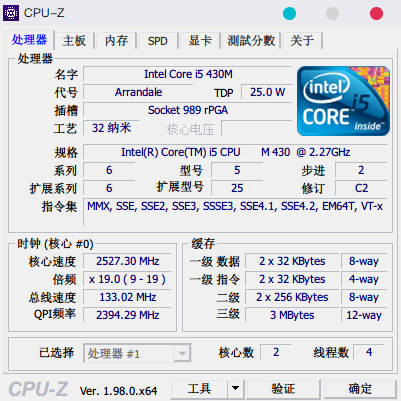 CPU-Z
处理器 主板 内存 SPD 显卡 測試分數 关于
处理器
名字 Intel Core i5 430M
代号 Arrandale TDP 25.0 W
插槽 Socket 989 rPGA
工艺 32 纳米 核心电压
intel i5
CORE inside™
规格 Intel(R) Core(TM) i5 CPU M 430 @ 2.27GHz
系列 6 型号 5 步进 2
扩展系列 6 扩展型号 25 修订 C2
指令集 MMX, SSE, SSE2, SSE3, SSSE3, SSE4.1, SSE4.2, EM64T, VT-x
时钟 (核心 #0) 缓存
核心速度 2527.30 MHz 一级 数据 2 x 32 KBytes 8-way
倍频 x 19.0 ( 9 - 19 ) 一级 指令 2 x 32 KBytes 4-way
总线速度 133.02 MHz 二级 2 x 256 KBytes 8-way
QPI频率 2394.29 MHz 三级 3 MBytes 12-way
已选择 处理器 #1 核心数 2 线程数 4
CPU-Z Ver. 1.98.0.x64 工具 验证 确定